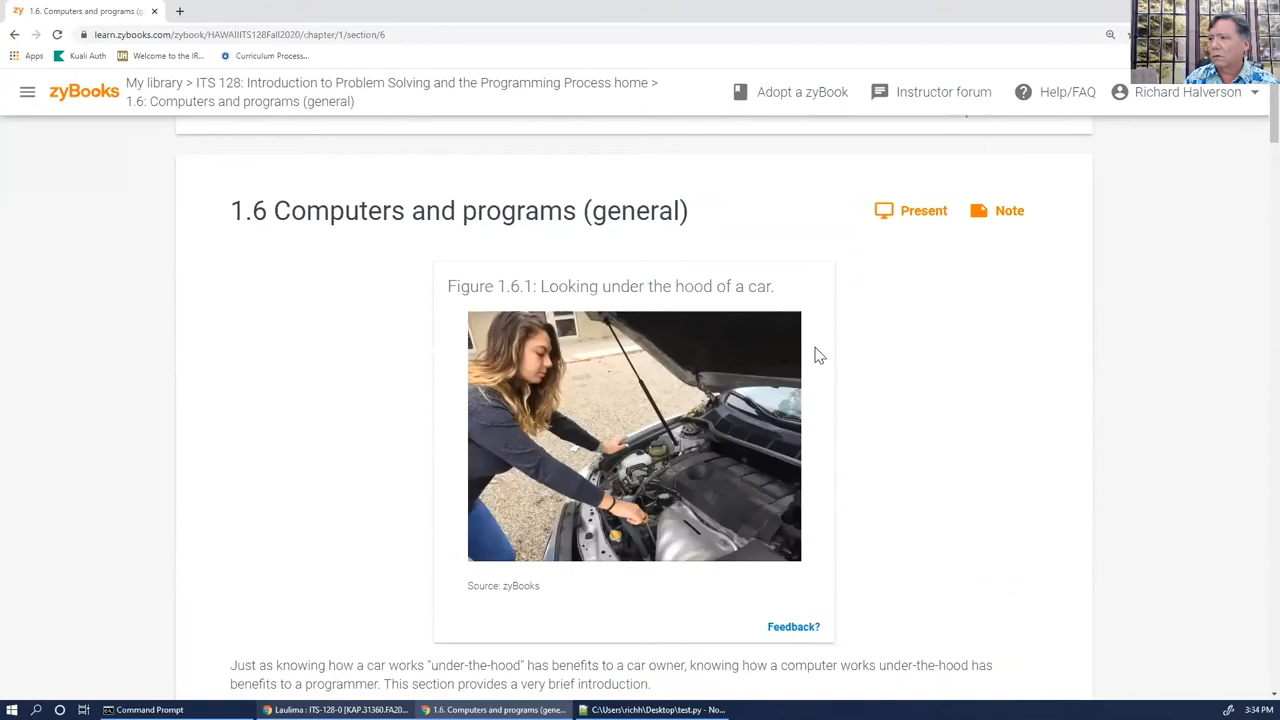 zy 1.6. Computers and programs (g
learn.zybooks.com/zybook/HAWAIIITS128Fall2020/chapter/1/section/6
Apps Kuali Auth UH Welcome to the IR... Curriculum Process...
zyBooks My library > ITS 128: Introduction to Problem Solving and the Programming Process home >
1.6: Computers and programs (general)
Adopt a zyBook Instructor forum Help/FAQ Richard Halverson
1.6 Computers and programs (general)
Present Note
Figure 1.6.1: Looking under the hood of a car.
Source: zyBooks
Feedback?
Just as knowing how a car works "under-the-hood" has benefits to a car owner, knowing how a computer works under-the-hood has
benefits to a programmer. This section provides a very brief introduction.
Command Prompt Laulima : ITS-128-0 [KAP.31360.FA20... 1.6. Computers and programs (gene... C:\Users\richh\Desktop\test.py - No... 3:34 PM